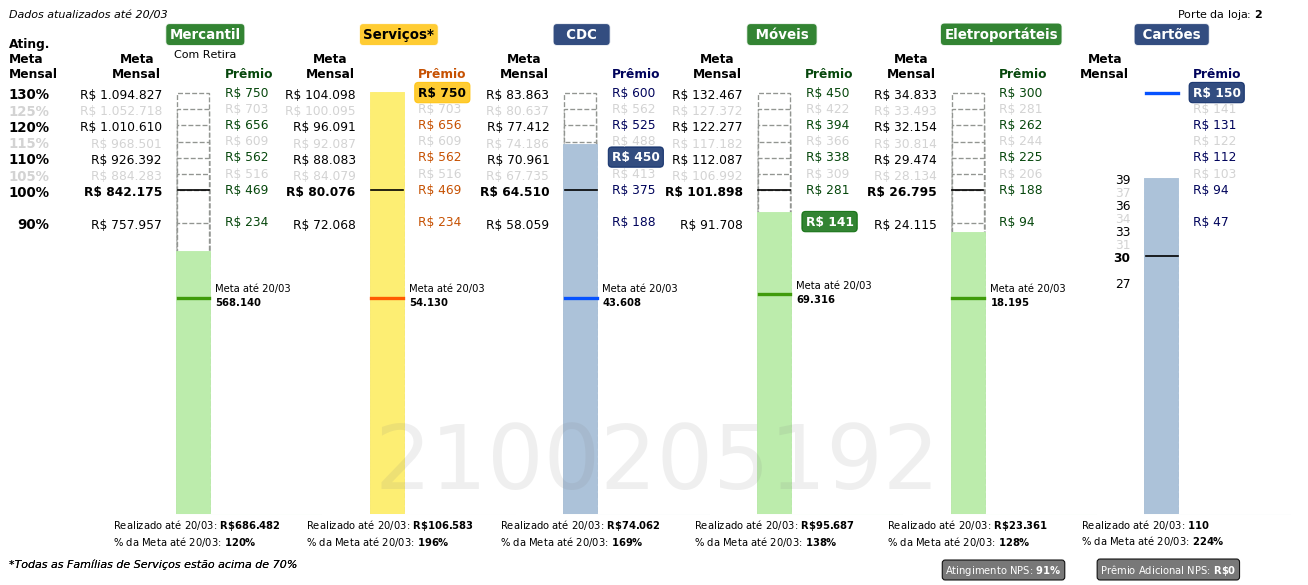 Dados atualizados até 20/03
Porte da loja: 2
Mercantil Serviços* CDC Móveis Eletroportáteis Cartões
Com Retira
Ating. Meta Mensal
Meta Mensal Prêmio Meta Mensal Prêmio Meta Mensal Prêmio Meta Mensal Prêmio Meta Mensal Prêmio Meta Mensal Prêmio
130% R$ 1.094.827 R$ 750 R$ 104.098 R$ 750 R$ 83.863 R$ 600 R$ 132.467 R$ 450 R$ 34.833 R$ 300 R$ 150
125% R$ 1.052.718 R$ 703 R$ 100.095 R$ 703 R$ 80.637 R$ 562 R$ 127.372 R$ 422 R$ 33.493 R$ 281 R$ 141
120% R$ 1.010.610 R$ 656 R$ 96.091 R$ 656 R$ 77.412 R$ 525 R$ 122.277 R$ 394 R$ 32.154 R$ 262 R$ 131
115% R$ 968.501 R$ 609 R$ 92.087 R$ 609 R$ 74.186 R$ 488 R$ 117.182 R$ 366 R$ 30.814 R$ 244 R$ 122
110% R$ 926.392 R$ 562 R$ 88.083 R$ 562 R$ 70.961 R$ 450 R$ 112.087 R$ 338 R$ 29.474 R$ 225 R$ 112
105% R$ 884.283 R$ 516 R$ 84.079 R$ 516 R$ 67.735 R$ 413 R$ 106.992 R$ 309 R$ 28.134 R$ 206 39 R$ 103
100% R$ 842.175 R$ 469 R$ 80.076 R$ 469 R$ 64.510 R$ 375 R$ 101.898 R$ 281 R$ 26.795 R$ 188 37 R$ 94
36
90% R$ 757.957 R$ 234 R$ 72.068 R$ 234 R$ 58.059 R$ 188 R$ 91.708 R$ 141 R$ 24.115 R$ 94 34 R$ 47
33
31
30
27
Meta até 20/03 Meta até 20/03 Meta até 20/03 Meta até 20/03 Meta até 20/03
568.140 54.130 43.608 69.316 18.195
2100205192
Realizado até 20/03: R$686.482 Realizado até 20/03: R$106.583 Realizado até 20/03: R$74.062 Realizado até 20/03: R$95.687 Realizado até 20/03: R$23.361 Realizado até 20/03: 110
% da Meta até 20/03: 120% % da Meta até 20/03: 196% % da Meta até 20/03: 169% % da Meta até 20/03: 138% % da Meta até 20/03: 128% % da Meta até 20/03: 224%
*Todas as Famílias de Serviços estão acima de 70%
Atingimento NPS: 91% Prêmio Adicional NPS: R$0